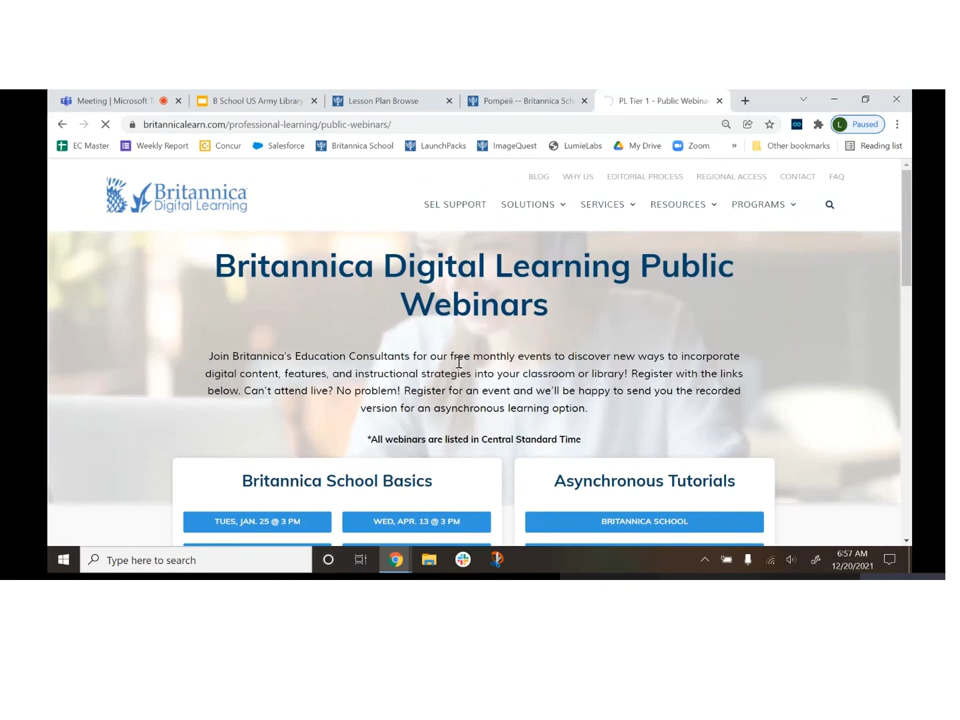 Meeting | Microsoft T
B School US Army Library
Lesson Plan Browse
Pompeii -- Britannica Sch
PL Tier 1 - Public Webina
britannicalearn.com/professional-learning/public-webinars/
L Paused
EC Master
Weekly Report
Concur
Salesforce
Britannica School
LaunchPacks
ImageQuest
LumieLabs
My Drive
Zoom
»
Other bookmarks
Reading list
BLOG WHY US EDITORIAL PROCESS REGIONAL ACCESS CONTACT FAQ
Britannica
Digital Learning
SEL SUPPORT SOLUTIONS SERVICES RESOURCES PROGRAMS
Britannica Digital Learning Public
Webinars
Join Britannica's Education Consultants for our free monthly events to discover new ways to incorporate
digital content, features, and instructional strategies into your classroom or library! Register with the links
below. Can't attend live? No problem! Register for an event and we'll be happy to send you the recorded
version for an asynchronous learning option.
*All webinars are listed in Central Standard Time
Britannica School Basics
TUES, JAN. 25 @ 3 PM
WED, APR. 13 @ 3 PM
Asynchronous Tutorials
BRITANNICA SCHOOL
Type here to search
6:57 AM
12/20/2021